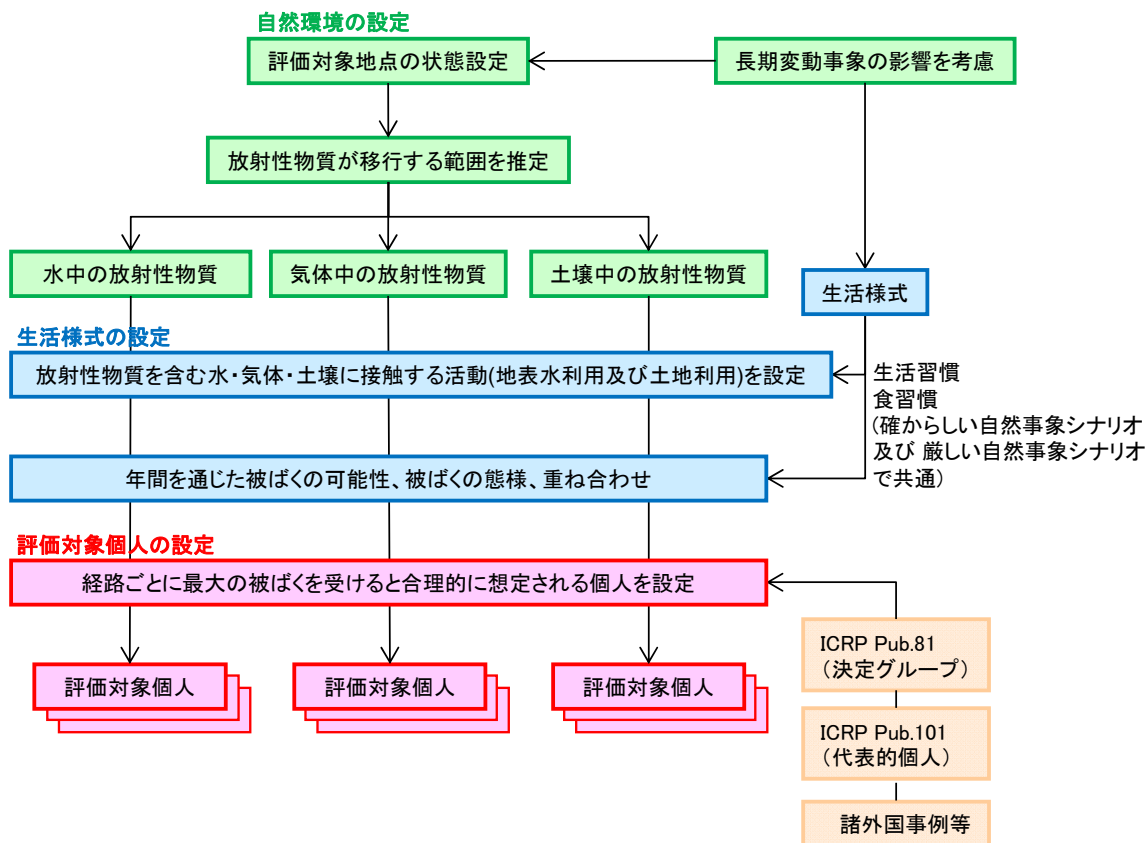 自然環境の設定
評価対象地点の状態設定
長期変動事象の影響を考慮
放射性物質が移行する範囲を推定
水中の放射性物質
気体中の放射性物質
土壌中の放射性物質
生活様式
生活様式の設定
放射性物質を含む水・気体・土壌に接触する活動(地表水利用及び土地利用)を設定
生活習慣
食習慣
(確からしい自然事象シナリオ
及び 厳しい自然事象シナリオ
で共通)
年間を通じた被ばくの可能性、被ばくの態様、重ね合わせ
評価対象個人の設定
経路ごとに最大の被ばくを受けると合理的に想定される個人を設定
ICRP Pub.81
（決定グループ）
評価対象個人
評価対象個人
評価対象個人
ICRP Pub.101
（代表的個人）
諸外国事例等